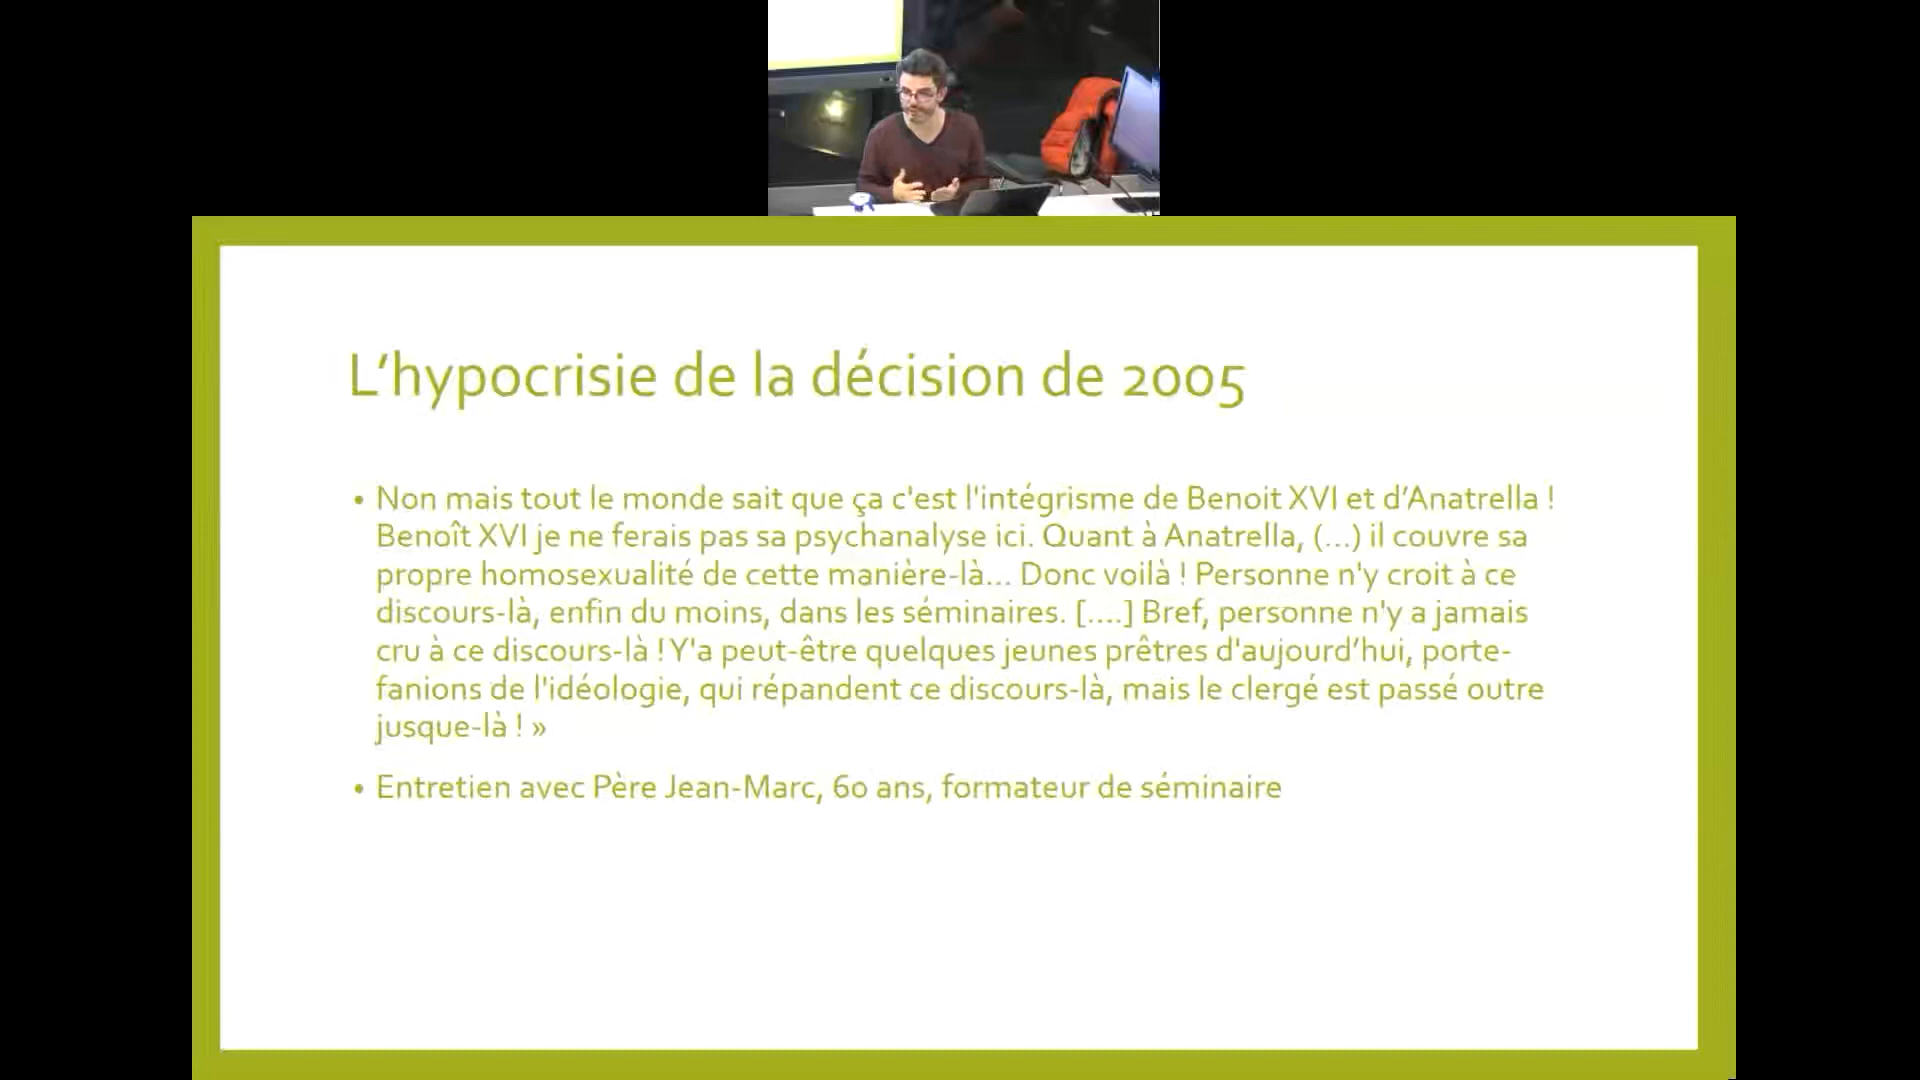 L’hypocrisie de la décision de 2005
• Non mais tout le monde sait que ça c'est l'intégrisme de Benoit XVI et d’Anatrella !
Benoît XVI je ne ferais pas sa psychanalyse ici. Quant à Anatrella, (...) il couvre sa
propre homosexualité de cette manière-là... Donc voilà ! Personne n'y croit à ce
discours-là, enfin du moins, dans les séminaires. [....] Bref, personne n'y a jamais
cru à ce discours-là ! Y'a peut-être quelques jeunes prêtres d'aujourd’hui, porte-
fanions de l'idéologie, qui répandent ce discours-là, mais le clergé est passé outre
jusque-là ! »
• Entretien avec Père Jean-Marc, 60 ans, formateur de séminaire